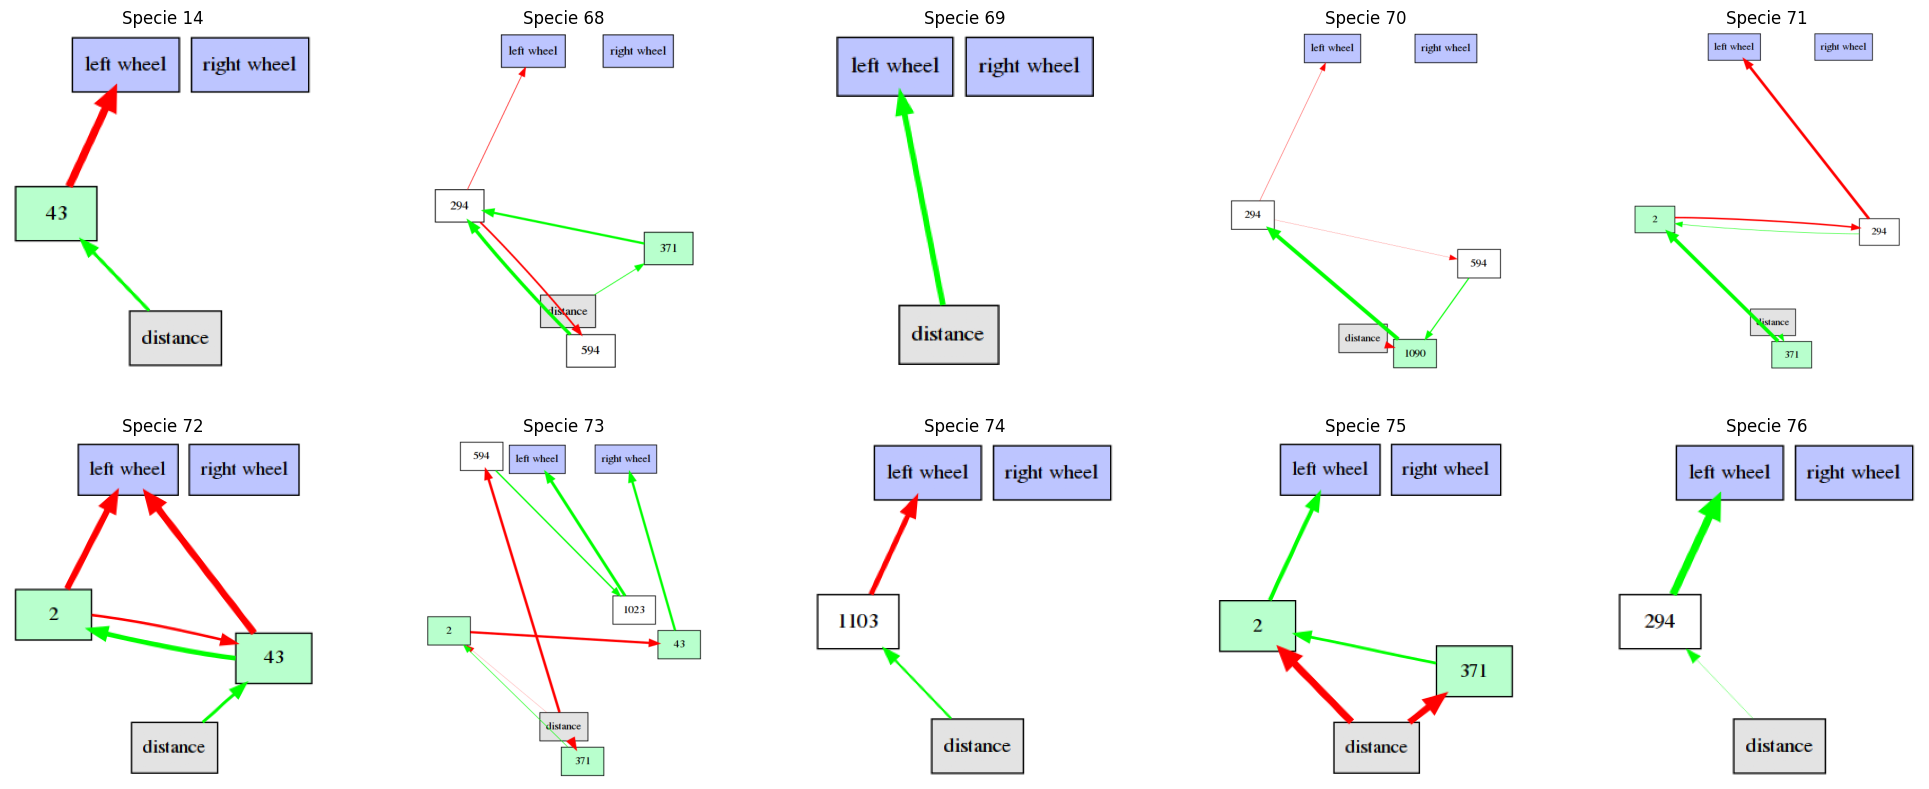 Specie 14
left wheel
right wheel
43
distance
Specie 68
left wheel
right wheel
294
371
distance
594
Specie 69
left wheel
right wheel
distance
Specie 70
left wheel
right wheel
294
594
distance
1090
Specie 71
left wheel
right wheel
2
294
distance
371
Specie 72
left wheel
right wheel
2
43
distance
Specie 73
594
left wheel
right wheel
1023
2
43
distance
371
Specie 74
left wheel
right wheel
1103
distance
Specie 75
left wheel
right wheel
2
371
distance
Specie 76
left wheel
right wheel
294
distance